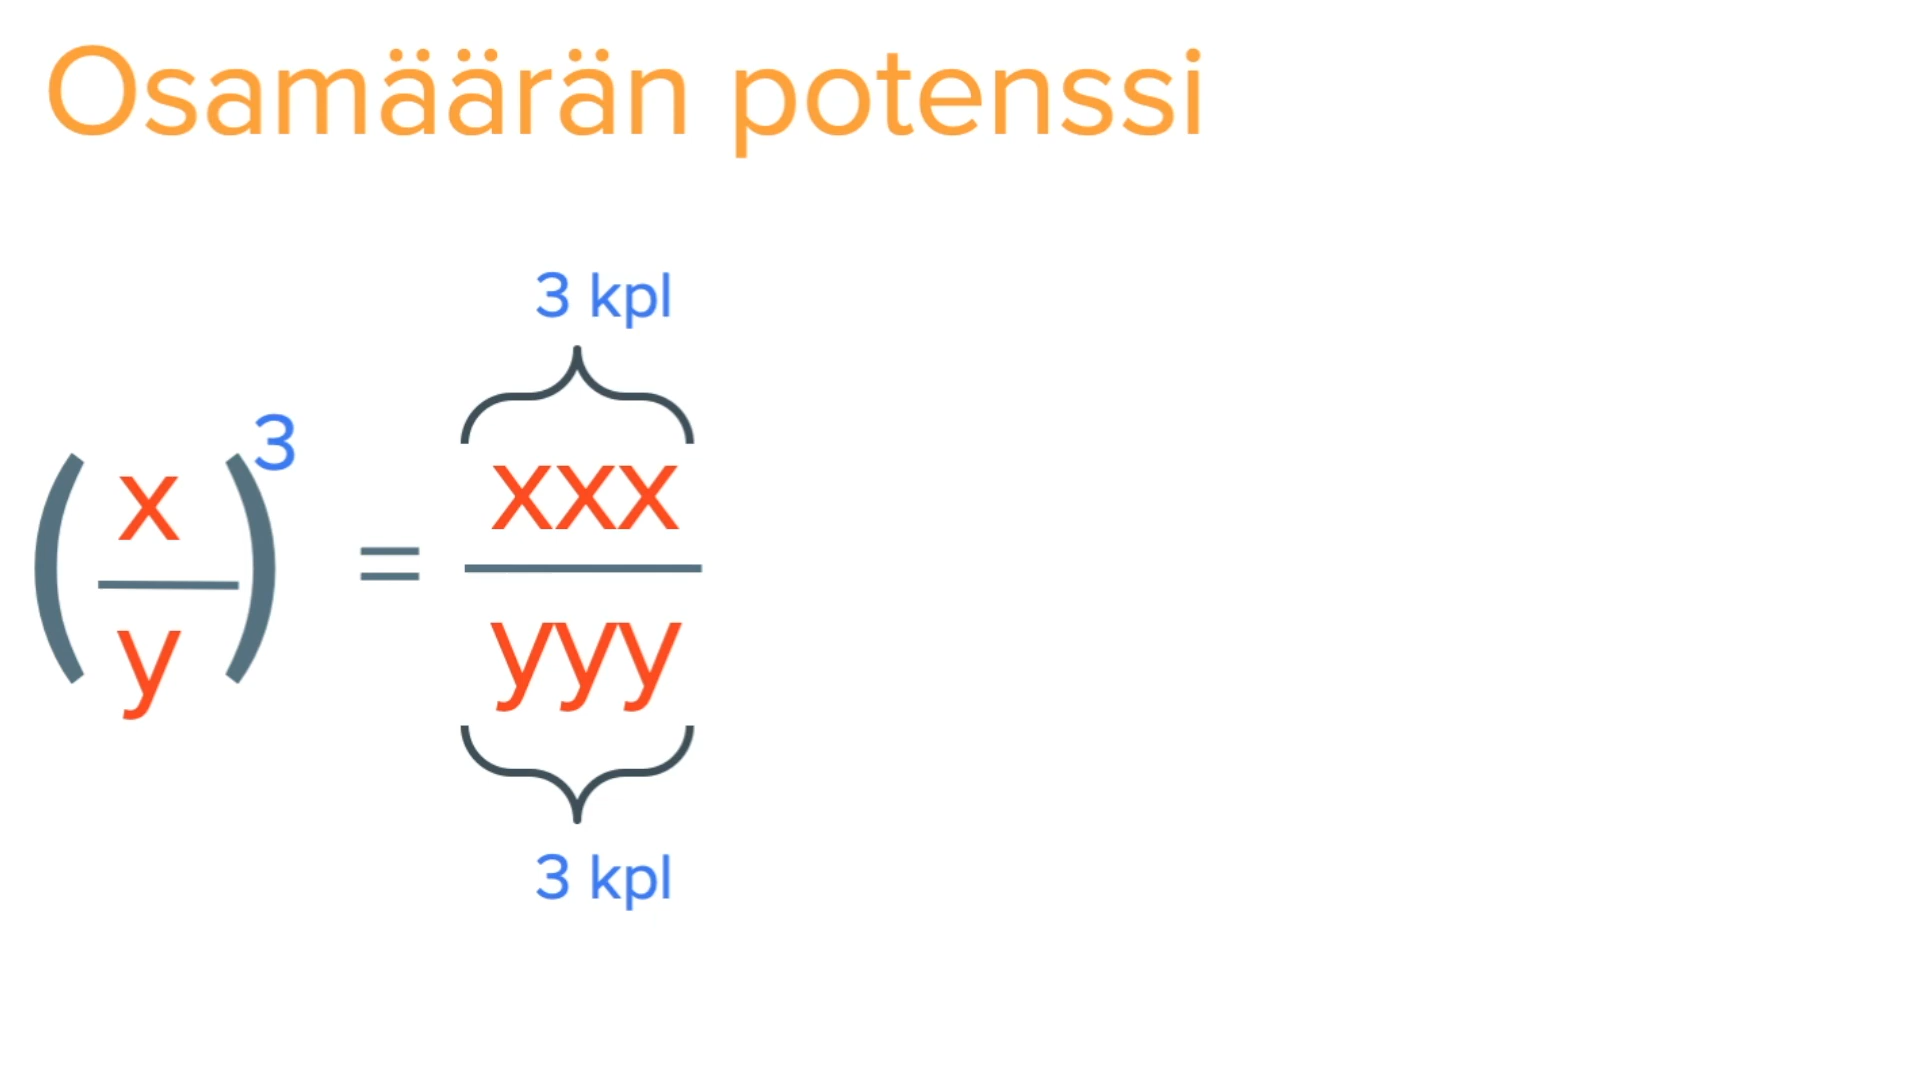 Osamäärän potenssi
3 kpl
(x/y)³ = xxx/yyy
3 kpl